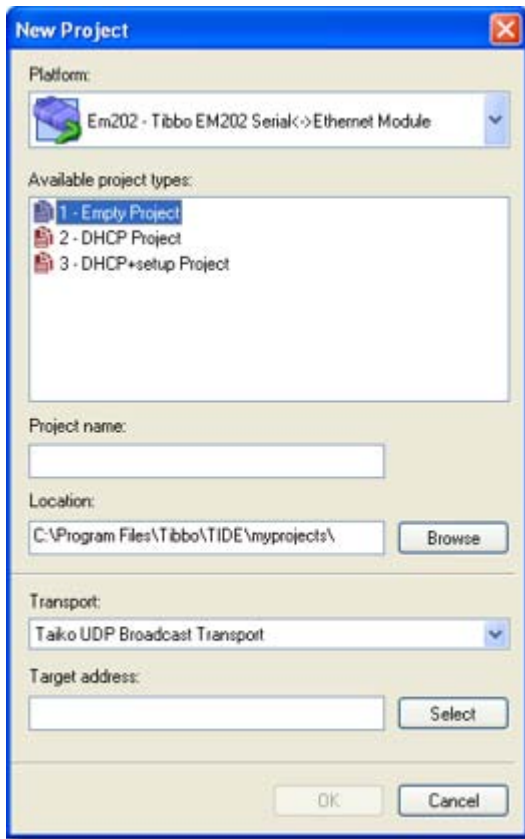 New Project
Platform:
Em202 - Tibbo EM202 Serial<->Ethernet Module
Available project types:
1 - Empty Project
2 - DHCP Project
3 - DHCP+setup Project
Project name:
Location:
C:\Program Files\Tibbo\TIDE\myprojects\
Browse
Transport:
Taiko UDP Broadcast Transport
Target address:
Select
OK
Cancel